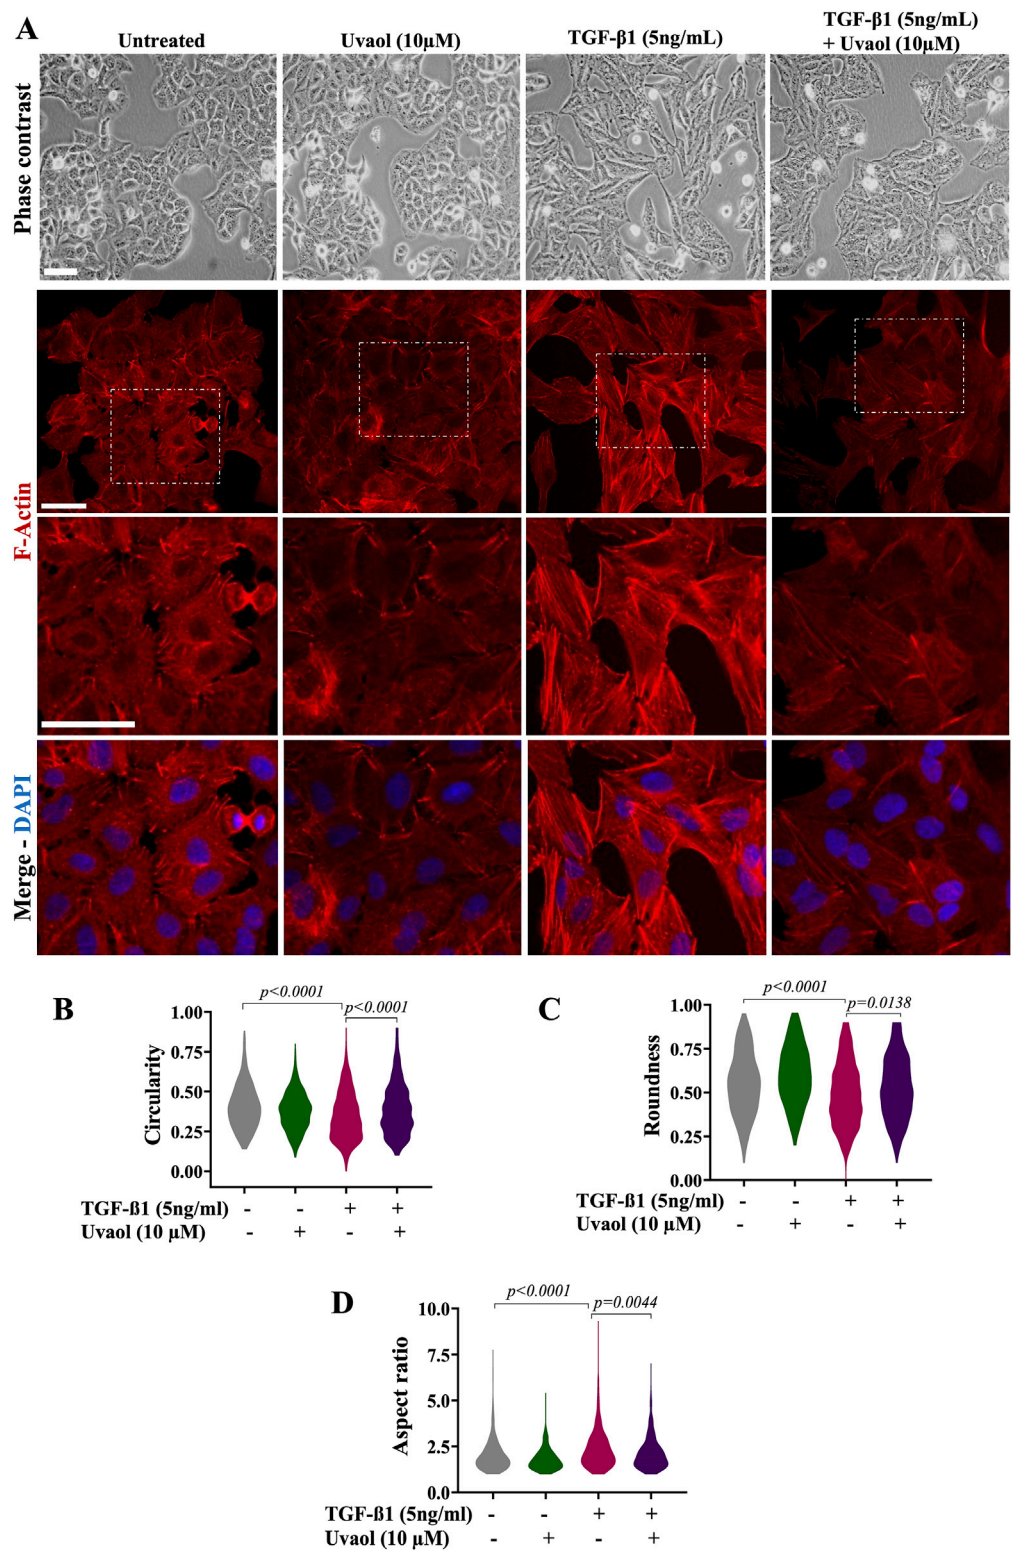 A
Untreated
Uvaol (10μM)
TGF-β1 (5ng/mL)
TGF-β1 (5ng/mL)
+ Uvaol (10μM)
Phase contrast
F-Actin
Merge - DAPI
B
p<0.0001
p<0.0001
1.00
0.75
0.50
0.25
0.00
Circularity
TGF-ß1 (5ng/ml) - - + +
Uvaol (10 μM) - + - +
C
p<0.0001
p=0.0138
1.00
0.75
0.50
0.25
0.00
Roundness
TGF-ß1 (5ng/ml) - - + +
Uvaol (10 μM) - + - +
D
p<0.0001
p=0.0044
10.0
7.5
5.0
2.5
0.0
Aspect ratio
TGF-ß1 (5ng/ml) - - + +
Uvaol (10 μM) - + - +